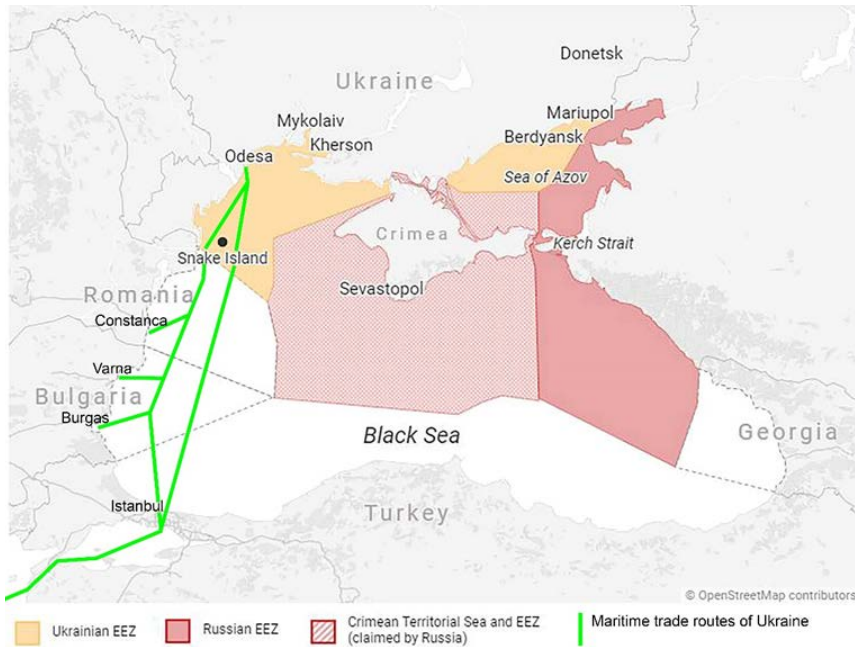 Donetsk
Ukraine
Mykolaiv
Mariupol
Kherson
Berdyansk
Odesa
Sea of Azov
Crimea
Kerch Strait
Snake Island
Romania
Sevastopol
Constanca
Varna
Bulgaria
Burgas
Black Sea
Georgia
Istanbul
Turkey
© OpenStreetMap contributors
Ukrainian EEZ
Russian EEZ
Crimean Territorial Sea and EEZ
(claimed by Russia)
Maritime trade routes of Ukraine